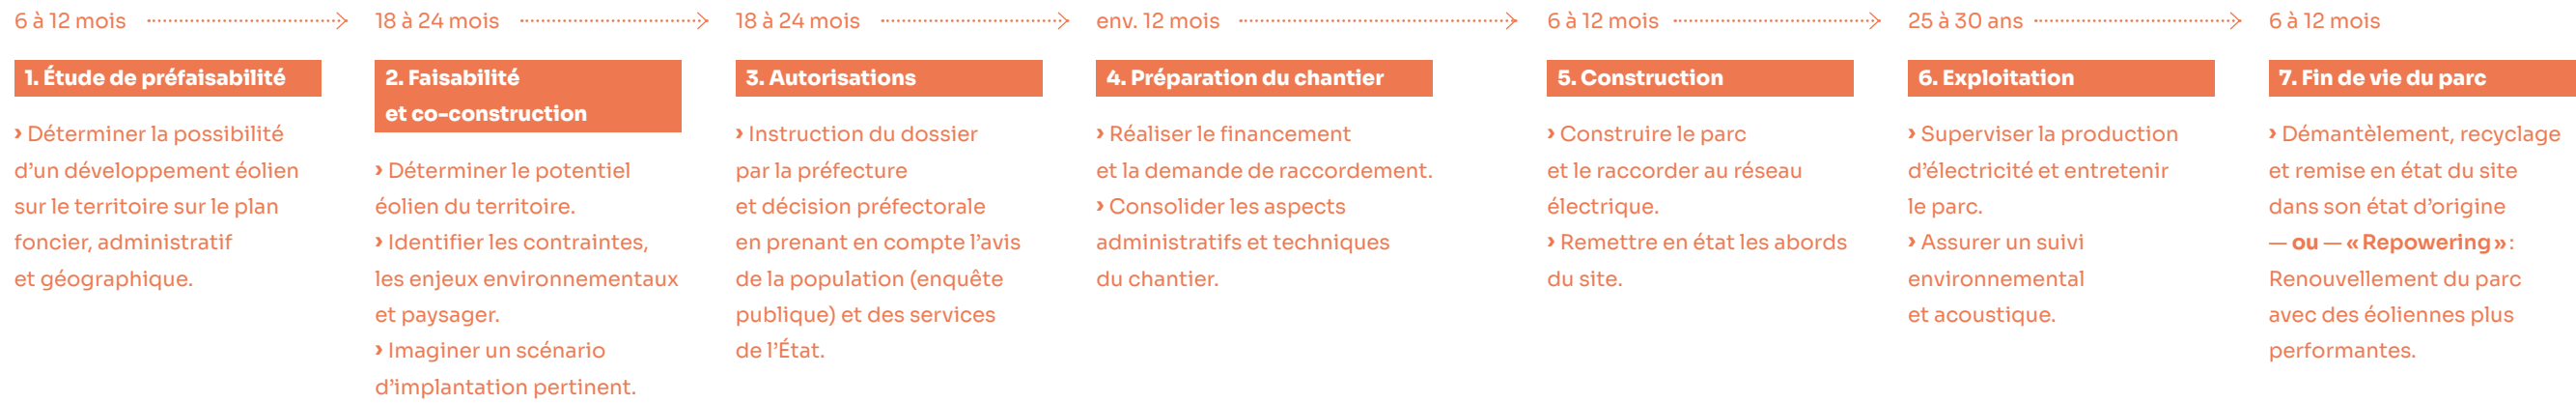 6 à 12 mois
1. Étude de préfaisabilité
› Déterminer la possibilité
d’un développement éolien
sur le territoire sur le plan
foncier, administratif
et géographique.
18 à 24 mois
2. Faisabilité
et co-construction
› Déterminer le potentiel
éolien du territoire.
› Identifier les contraintes,
les enjeux environnementaux
et paysager.
› Imaginer un scénario
d’implantation pertinent.
18 à 24 mois
3. Autorisations
› Instruction du dossier
par la préfecture
et décision préfectorale
en prenant en compte l’avis
de la population (enquête
publique) et des services
de l’État.
env. 12 mois
4. Préparation du chantier
› Réaliser le financement
et la demande de raccordement.
› Consolider les aspects
administratifs et techniques
du chantier.
6 à 12 mois
5. Construction
› Construire le parc
et le raccorder au réseau
électrique.
› Remettre en état les abords
du site.
25 à 30 ans
6. Exploitation
› Superviser la production
d’électricité et entretenir
le parc.
› Assurer un suivi
environnemental
et acoustique.
6 à 12 mois
7. Fin de vie du parc
› Démantèlement, recyclage
et remise en état du site
dans son état d’origine
— ou — « Repowering » :
Renouvellement du parc
avec des éoliennes plus
performantes.